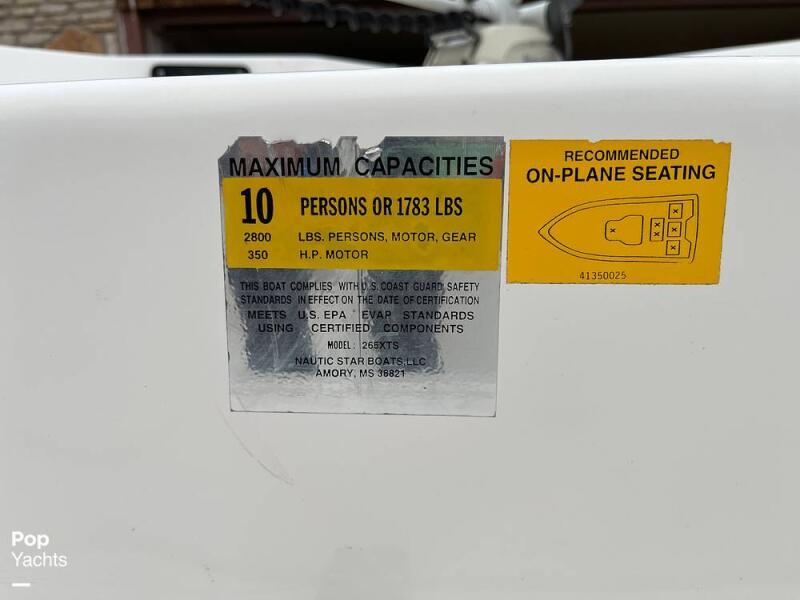 MAXIMUM CAPACITIES
10 PERSONS OR 1783 LBS
2800 LBS. PERSONS, MOTOR, GEAR
350 H.P. MOTOR
THIS BOAT COMPLIES WITH U.S. COAST GUARD SAFETY
STANDARDS IN EFFECT ON THE DATE OF CERTIFICATION
MEETS U.S. EPA EVAP STANDARDS
USING CERTIFIED COMPONENTS
MODEL: 265XTS
NAUTIC STAR BOATS, LLC
AMORY, MS 38821
RECOMMENDED
ON-PLANE SEATING
41350025
Pop
Yachts